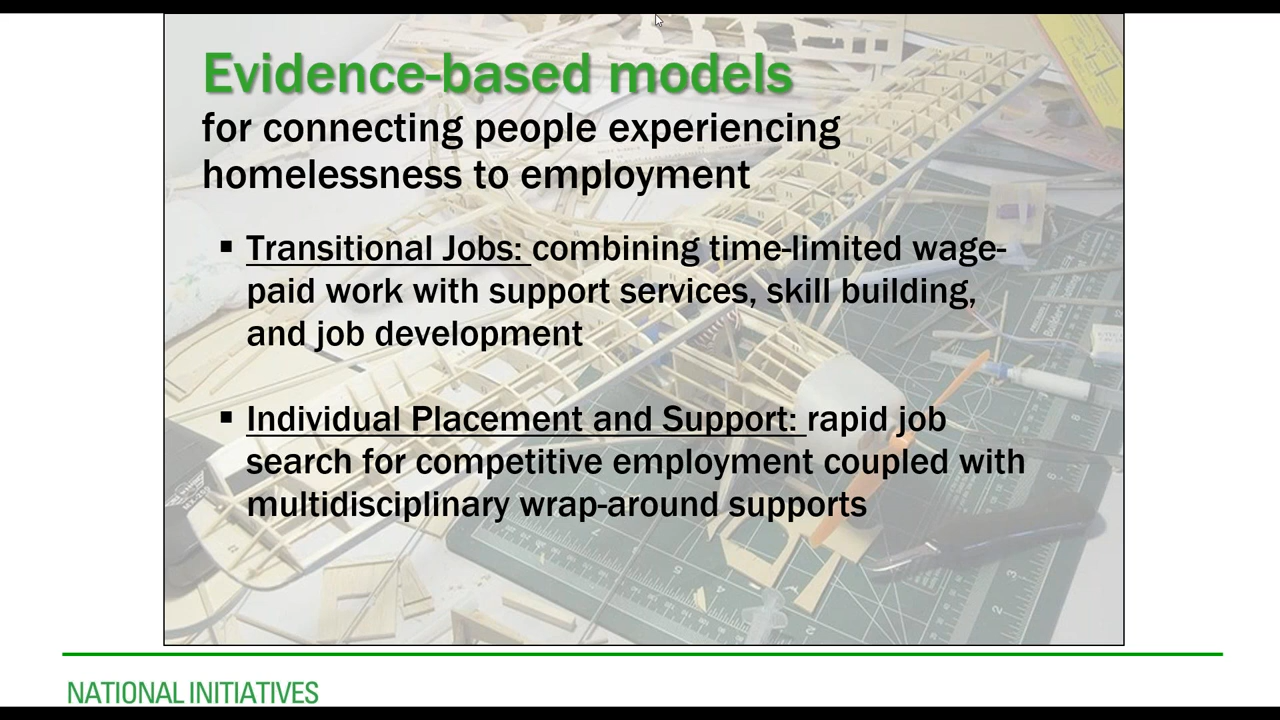 Evidence-based models
for connecting people experiencing
homelessness to employment
▪ Transitional Jobs: combining time-limited wage-
paid work with support services, skill building,
and job development
▪ Individual Placement and Support: rapid job
search for competitive employment coupled with
multidisciplinary wrap-around supports
NATIONAL INITIATIVES